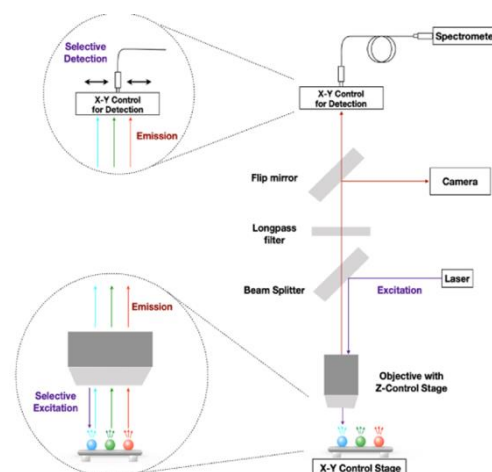 Selective
Detection
X-Y Control
for Detection
Emission
Spectrometer
X-Y Control
for Detection
Flip mirror
Camera
Longpass
filter
Beam Splitter
Laser
Excitation
Emission
Selective
Excitation
Objective with
Z-Control Stage
X-Y Control Stage